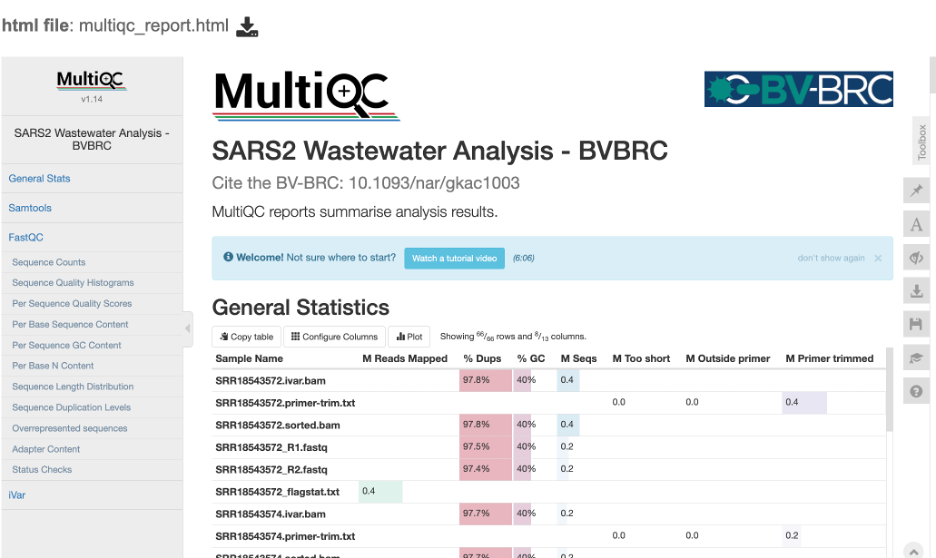 html file: multiqc_report.html
MultiQC
v1.14
SARS2 Wastewater Analysis -
BVBRC
General Stats
Samtools
FastQC
Sequence Counts
Sequence Quality Histograms
Per Sequence Quality Scores
Per Base Sequence Content
Per Sequence GC Content
Per Base N Content
Sequence Length Distribution
Sequence Duplication Levels
Overrepresented sequences
Adapter Content
Status Checks
iVar
MultiQC
BV-BRC
SARS2 Wastewater Analysis - BVBRC
Cite the BV-BRC: 10.1093/nar/gkac1003
MultiQC reports summarise analysis results.
Welcome! Not sure where to start? Watch a tutorial video (6:06) don't show again ×
General Statistics
Copy table Configure Columns Plot Showing 66/66 rows and 8/13 columns.
Sample Name M Reads Mapped % Dups % GC M Seqs M Too short M Outside primer M Primer trimmed
SRR18543572.ivar.bam 97.8% 40% 0.4
SRR18543572.primer-trim.txt 0.0 0.0 0.4
SRR18543572.sorted.bam 97.8% 40% 0.4
SRR18543572_R1.fastq 97.5% 40% 0.2
SRR18543572_R2.fastq 97.4% 40% 0.2
SRR18543572_flagstat.txt 0.4
SRR18543574.ivar.bam 97.7% 40% 0.2
SRR18543574.primer-trim.txt 0.0 0.0 0.2
SRR18543574.sorted.bam 97.7% 40% 0.2
Toolbox
A